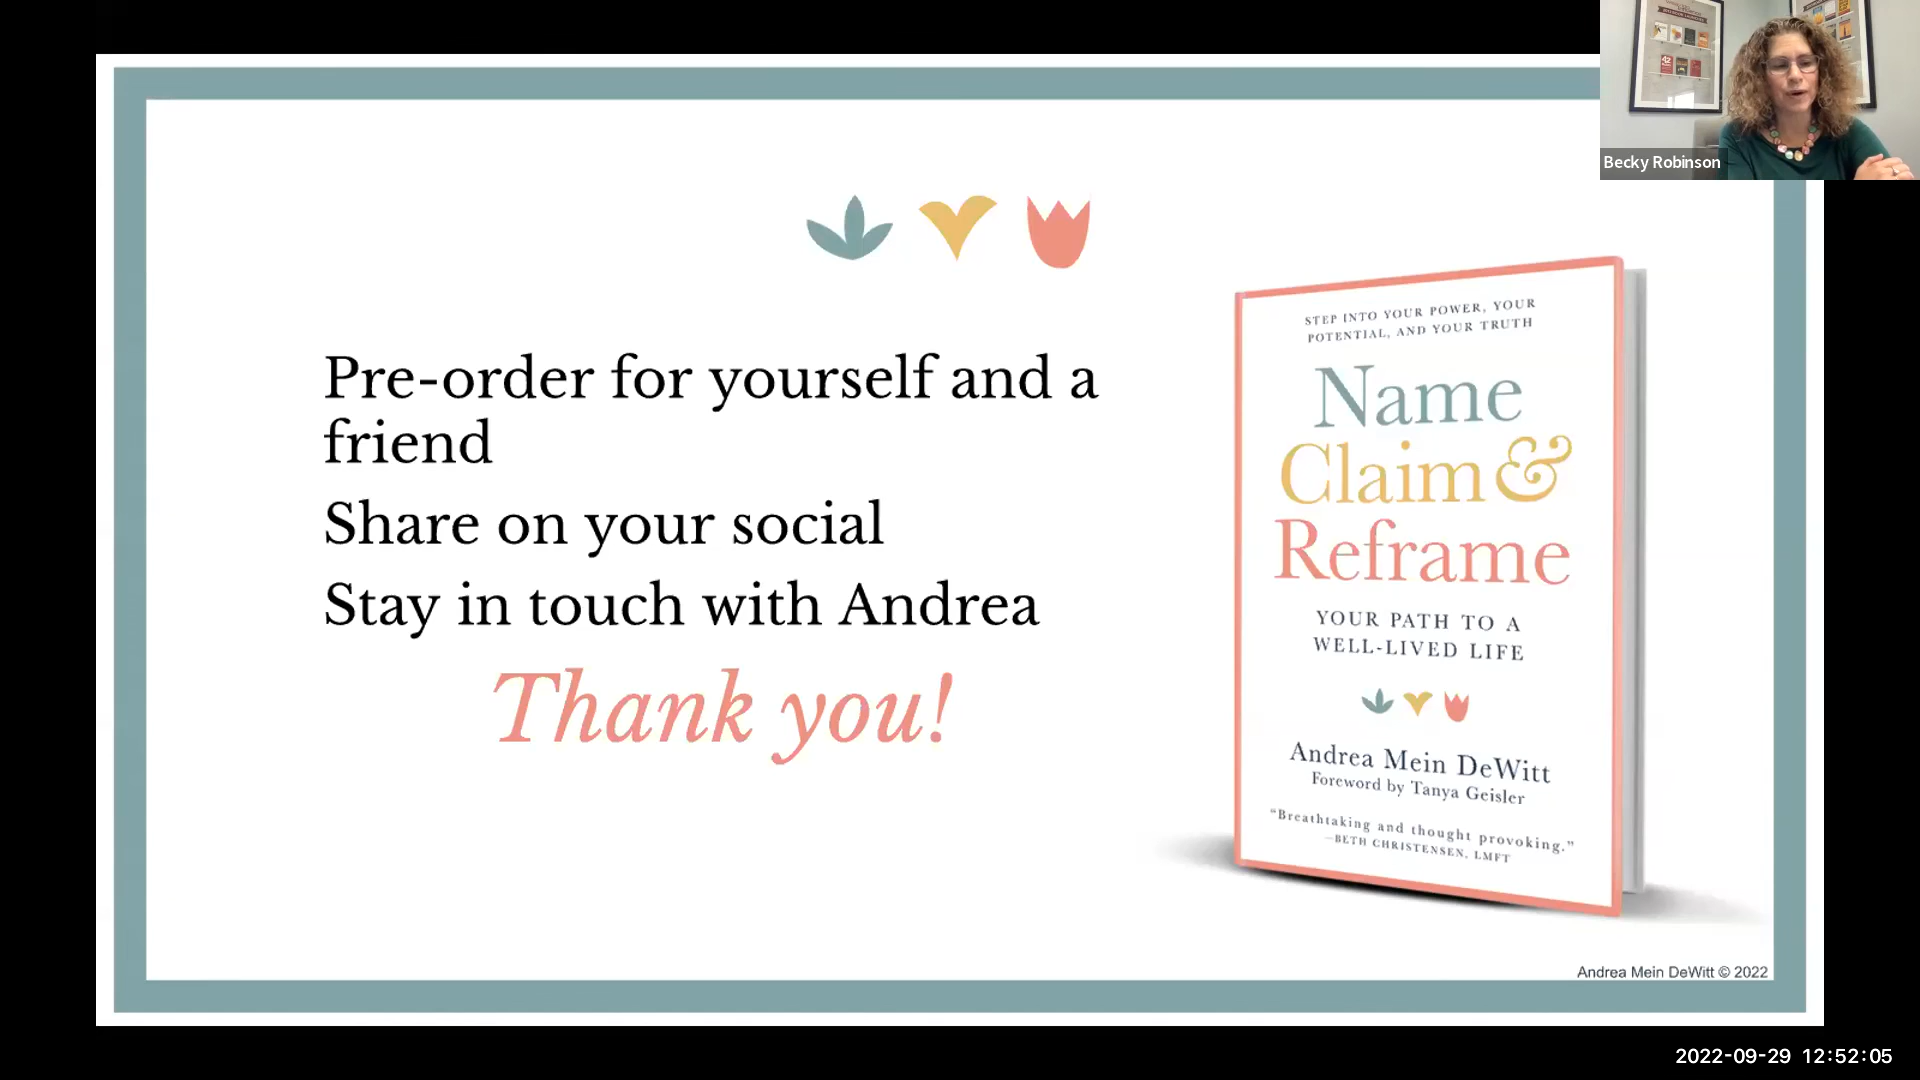 Becky Robinson
Pre-order for yourself and a
friend
Share on your social
Stay in touch with Andrea
Thank you!
STEP INTO YOUR POWER, YOUR
POTENTIAL, AND YOUR TRUTH
Name
Claim &
Reframe
YOUR PATH TO A
WELL-LIVED LIFE
Andrea Mein DeWitt
Foreword by Tanya Geisler
“Breathtaking and thought provoking.”
—BETH CHRISTENSEN, LMFT
Andrea Mein DeWitt © 2022
2022-09-29 12:52:05